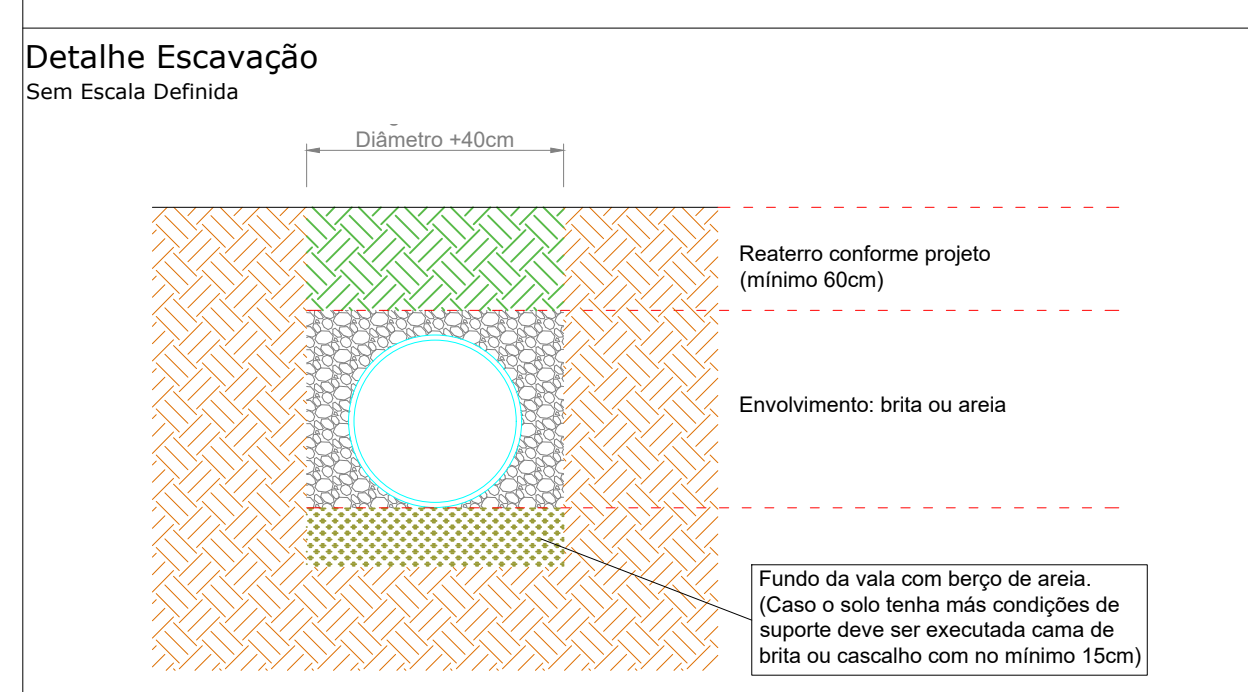 Detalhe Escavação
Sem Escala Definida
Diâmetro +40cm
Reaterro conforme projeto
(mínimo 60cm)
Envolvimento: brita ou areia
Fundo da vala com berço de areia.
(Caso o solo tenha más condições de
suporte deve ser executada cama de
brita ou cascalho com no mínimo 15cm)